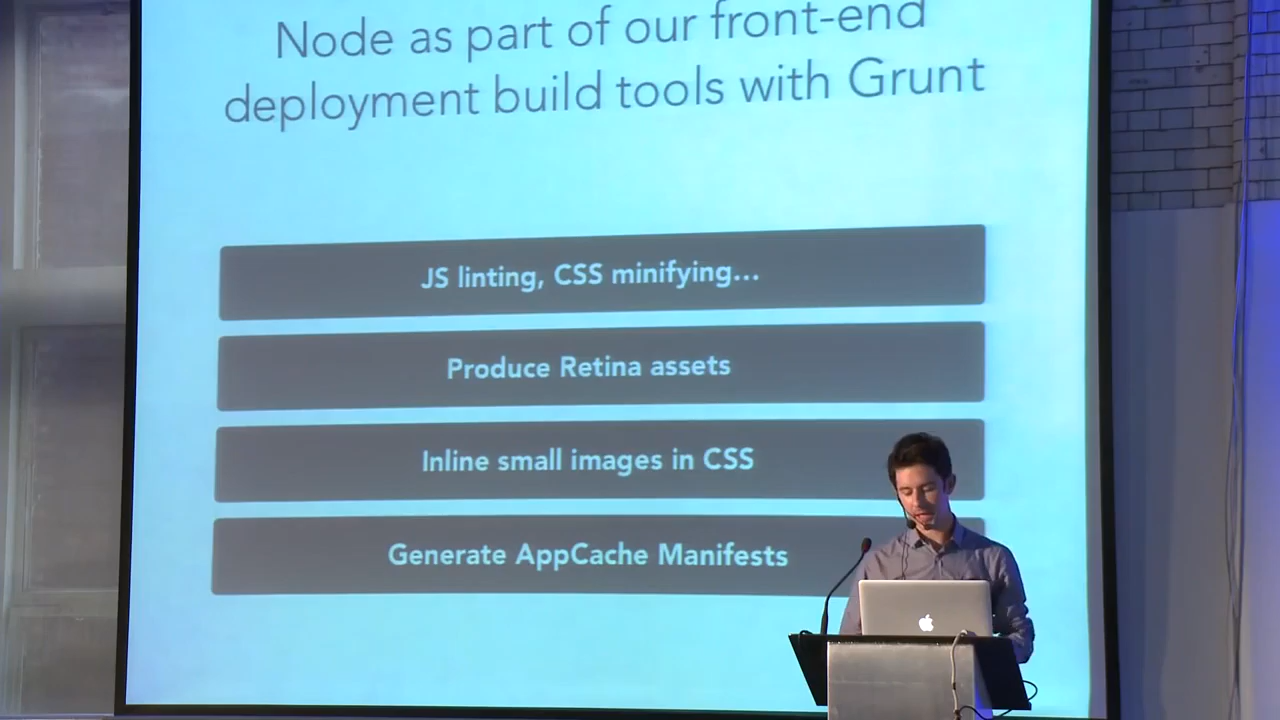 Node as part of our front-end
deployment build tools with Grunt
JS linting, CSS minifying...
Produce Retina assets
Inline small images in CSS
Generate AppCache Manifests